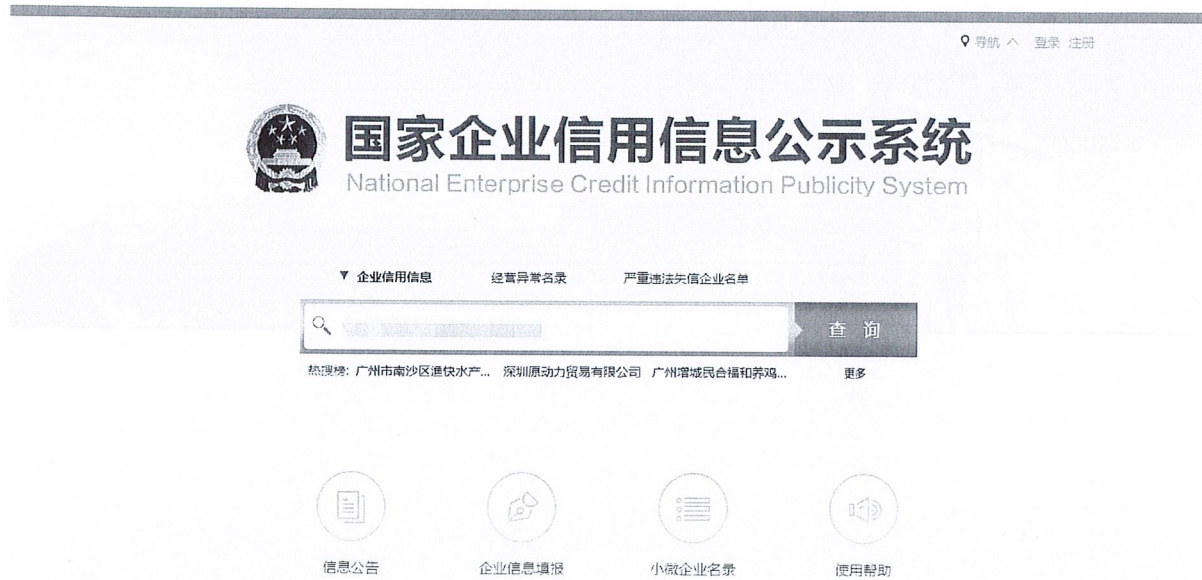 导航 登录 注册
国家企业信用信息公示系统
National Enterprise Credit Information Publicity System
企业信用信息 经营异常名录 严重违法失信企业名单
查 询
热搜榜: 广州市南沙区渔快水产... 深圳原动力贸易有限公司 广州增城民合福和养鸡... 更多
信息公告 企业信息填报 小微企业名录 使用帮助